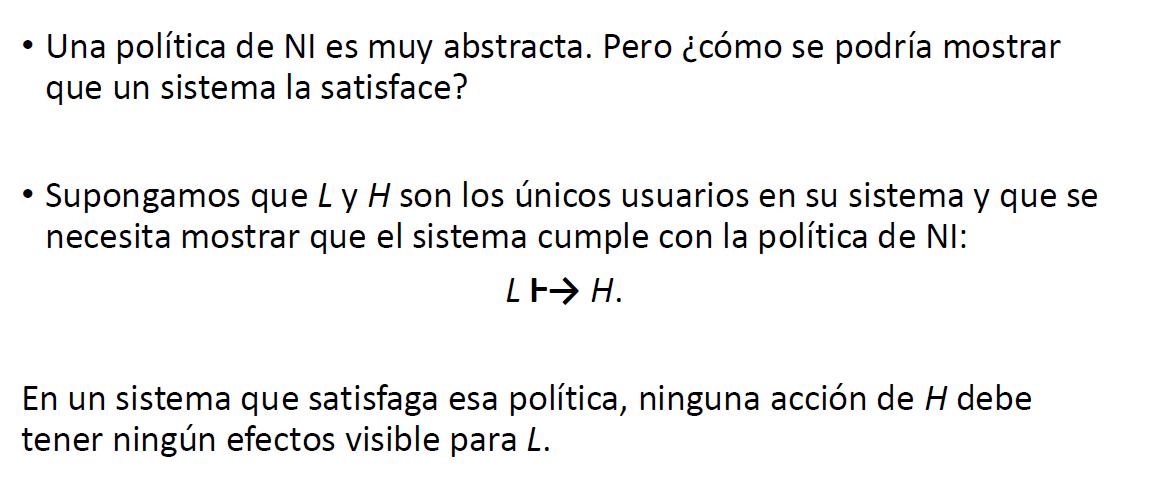 • Una política de NI es muy abstracta. Pero ¿cómo se podría mostrar
que un sistema la satisface?
• Supongamos que L y H son los únicos usuarios en su sistema y que se
necesita mostrar que el sistema cumple con la política de NI:
L ⊦→ H.
En un sistema que satisfaga esa política, ninguna acción de H debe
tener ningún efectos visible para L.